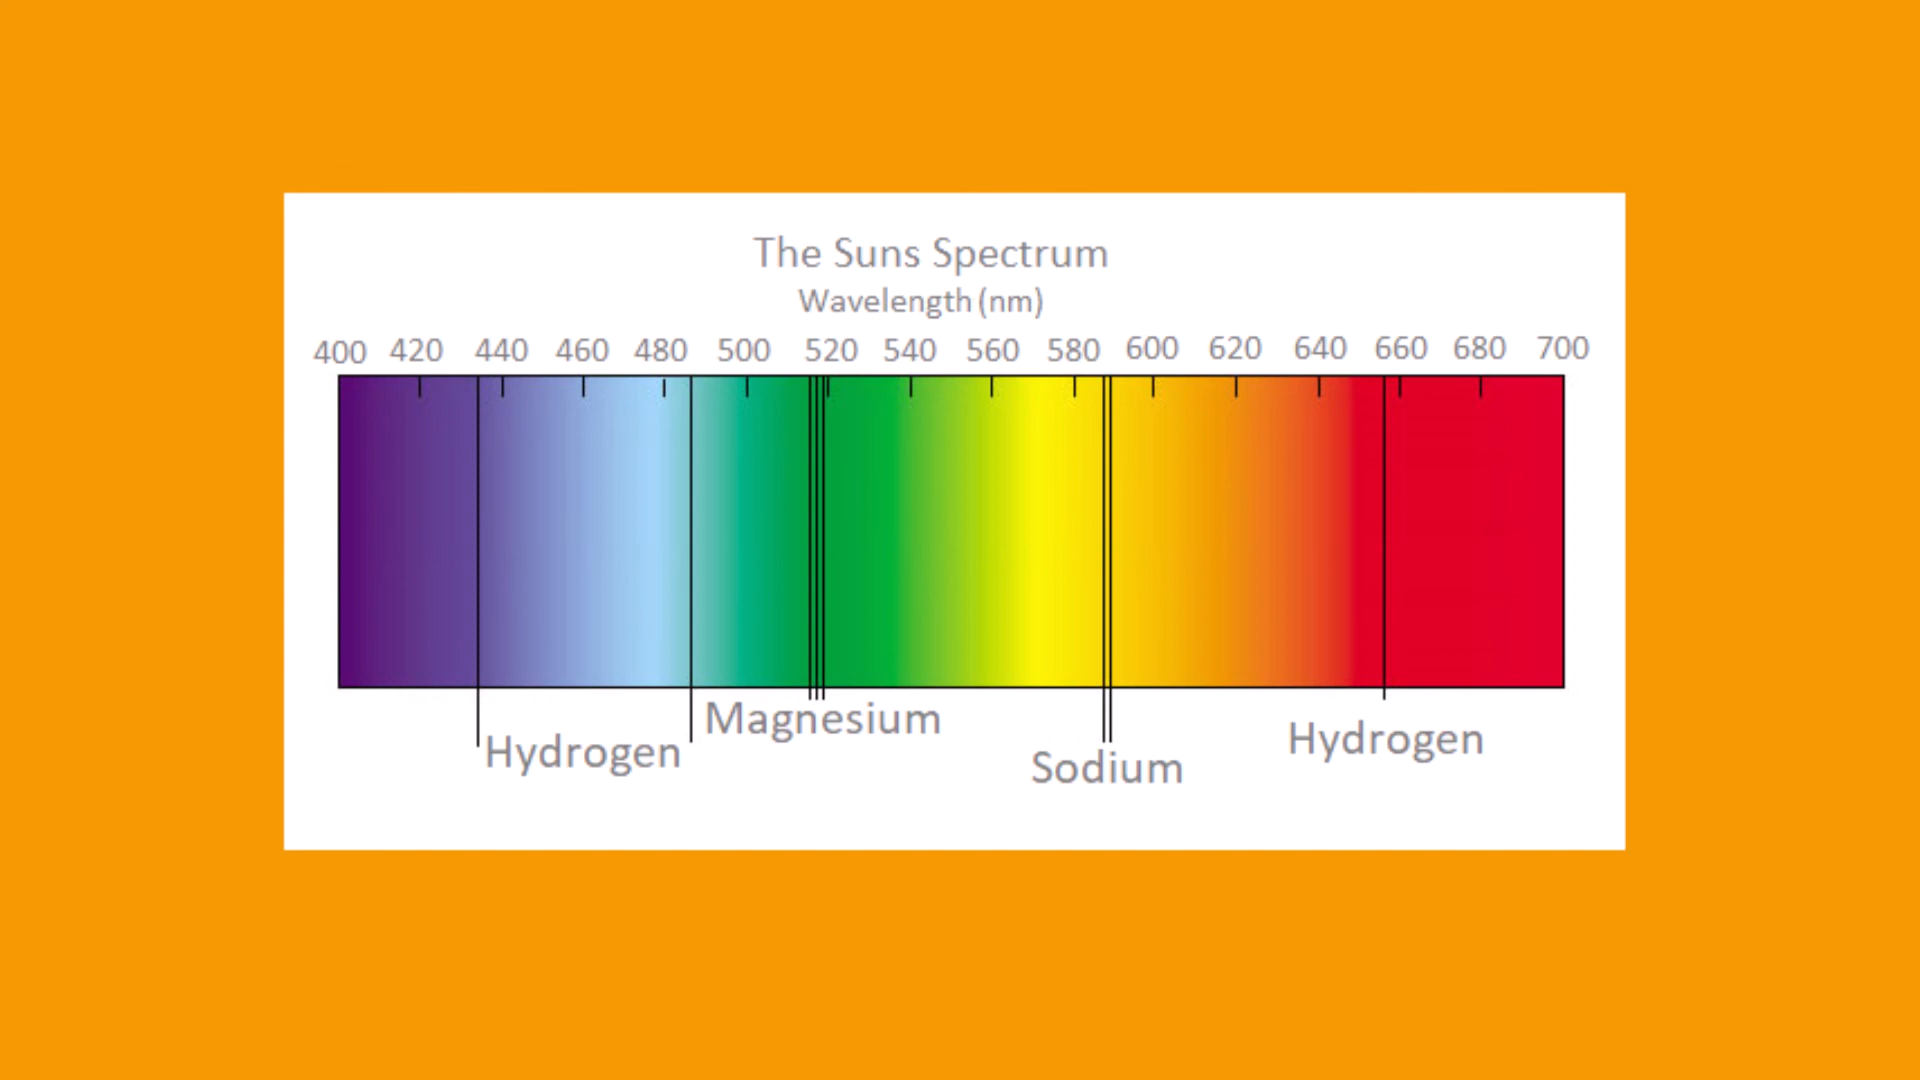 The Suns Spectrum
Wavelength (nm)
400 420 440 460 480 500 520 540 560 580 600 620 640 660 680 700
Magnesium
Hydrogen
Hydrogen
Sodium